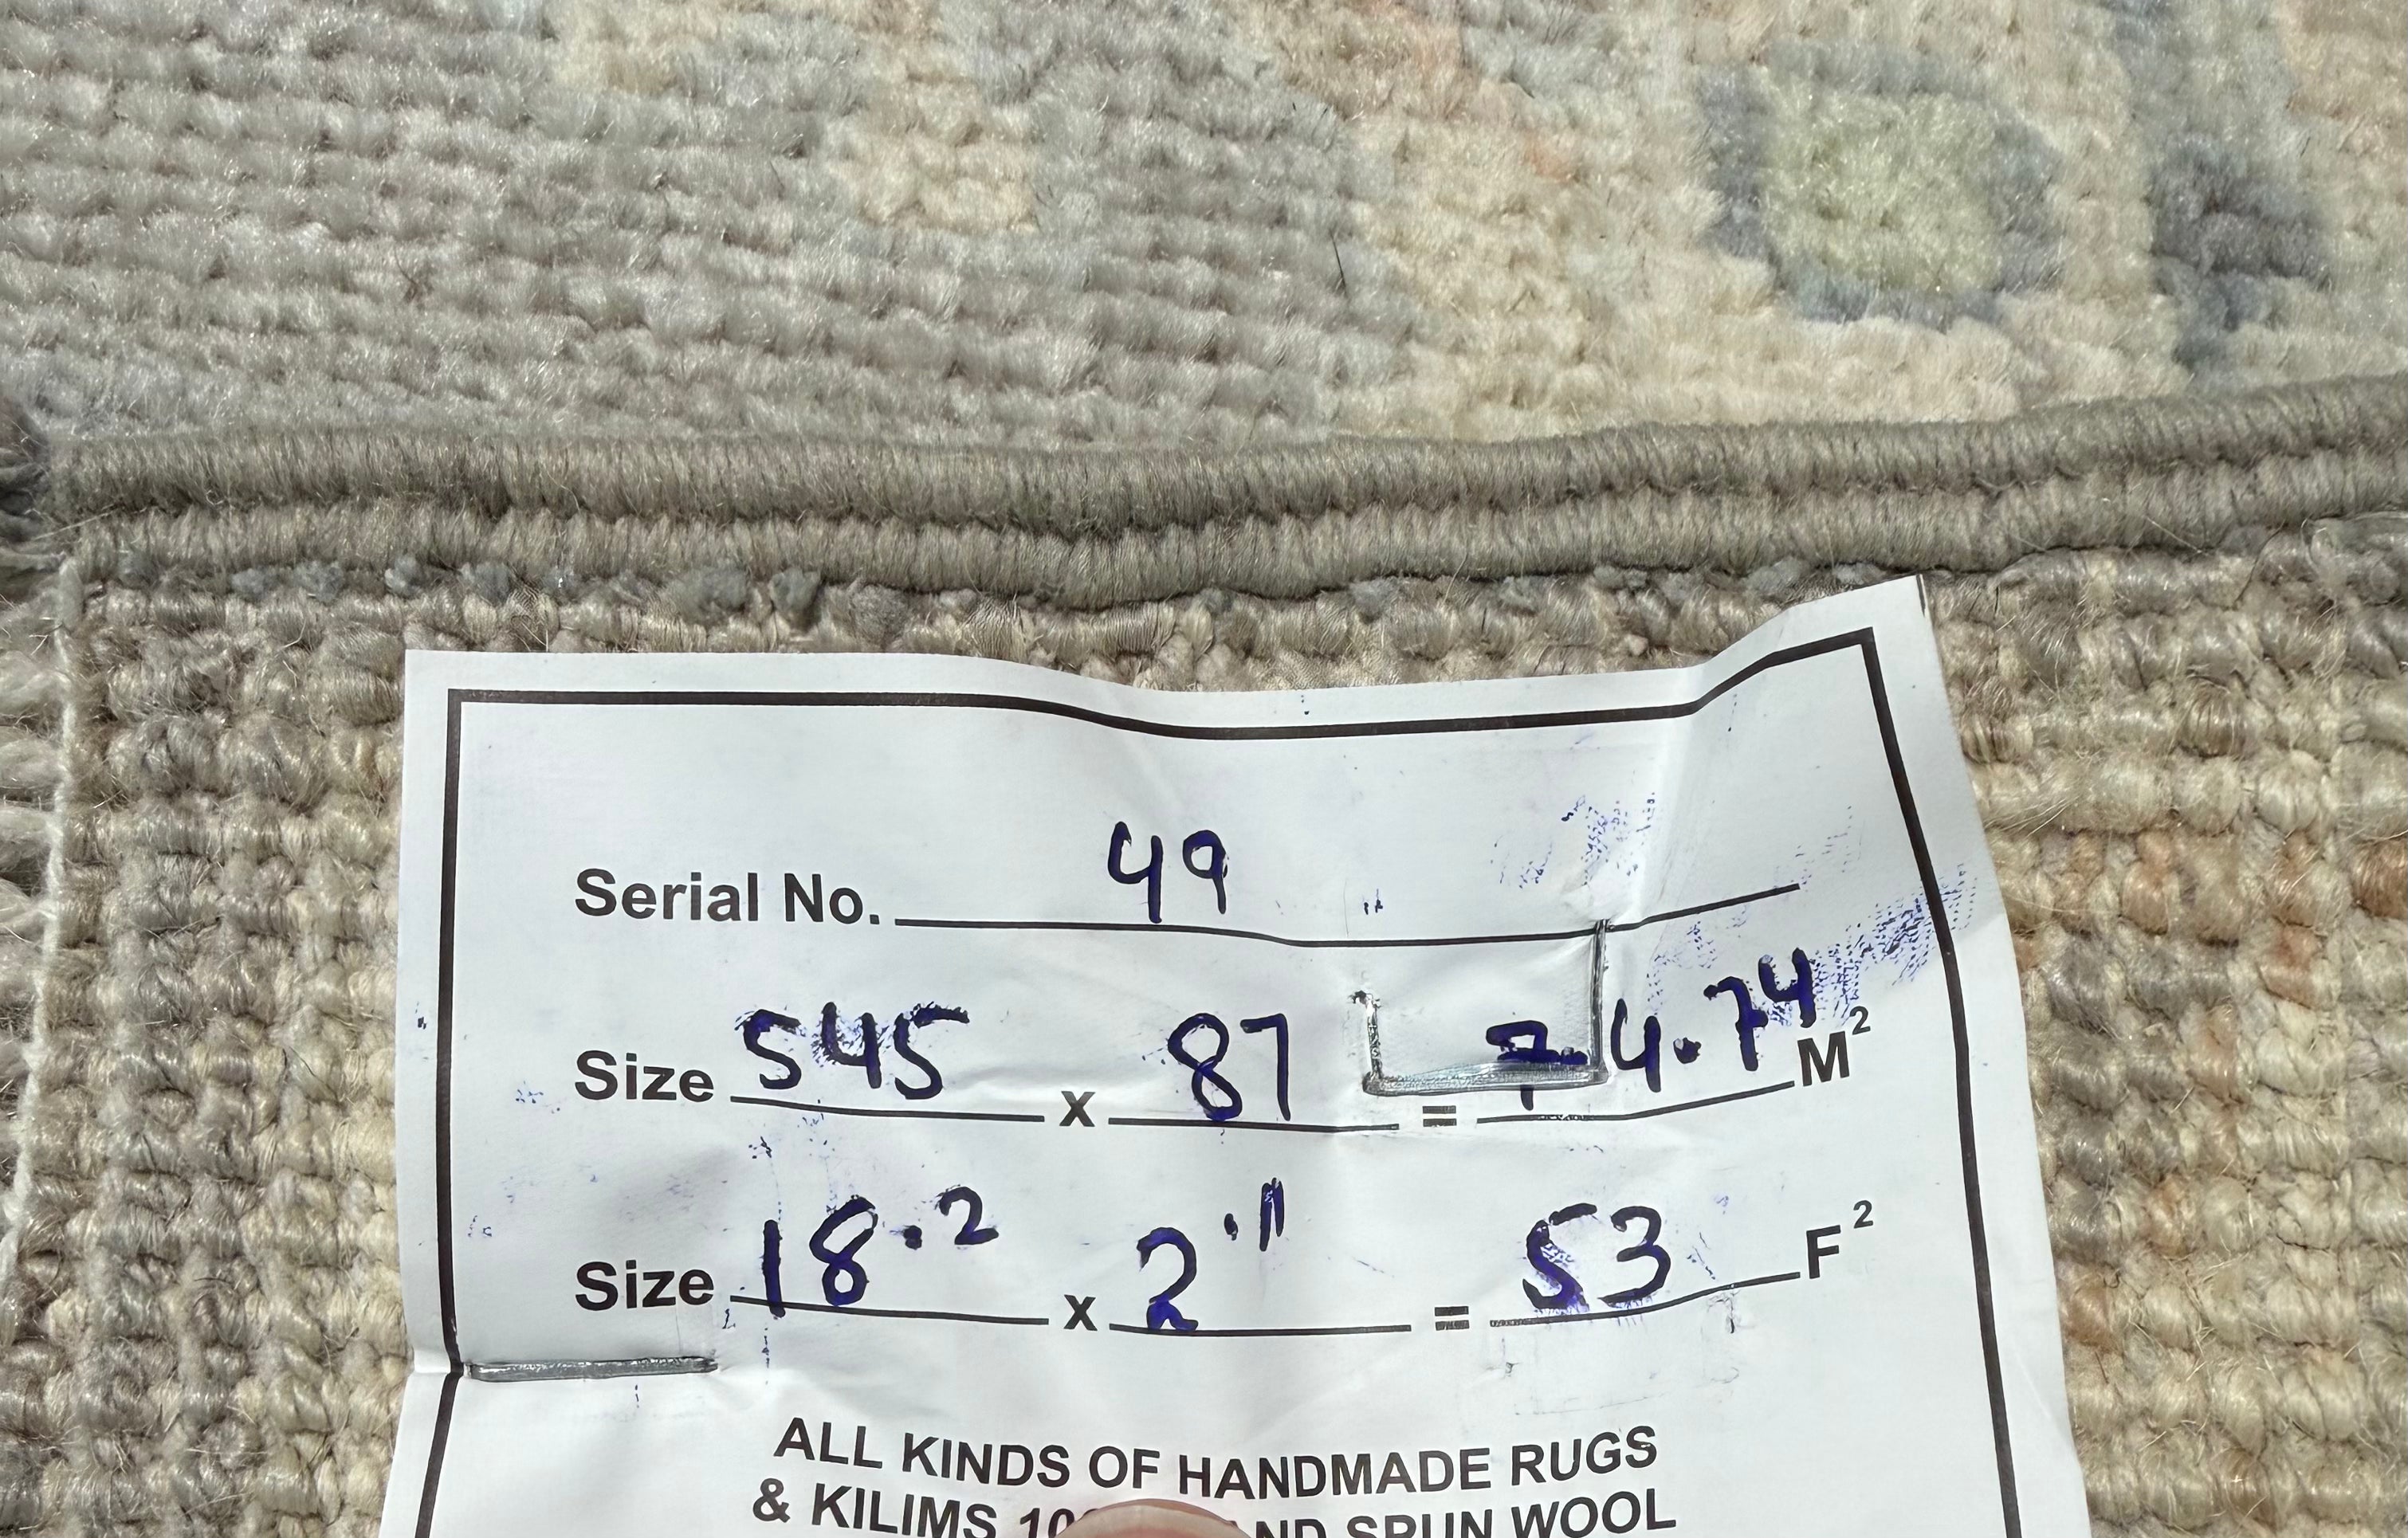 Serial No. 49
Size 545 x 87 = 4.74 M²
Size 18.2 x 2.11 = 53 F²
ALL KINDS OF HANDMADE RUGS
& KILIMS SPUN WOOL